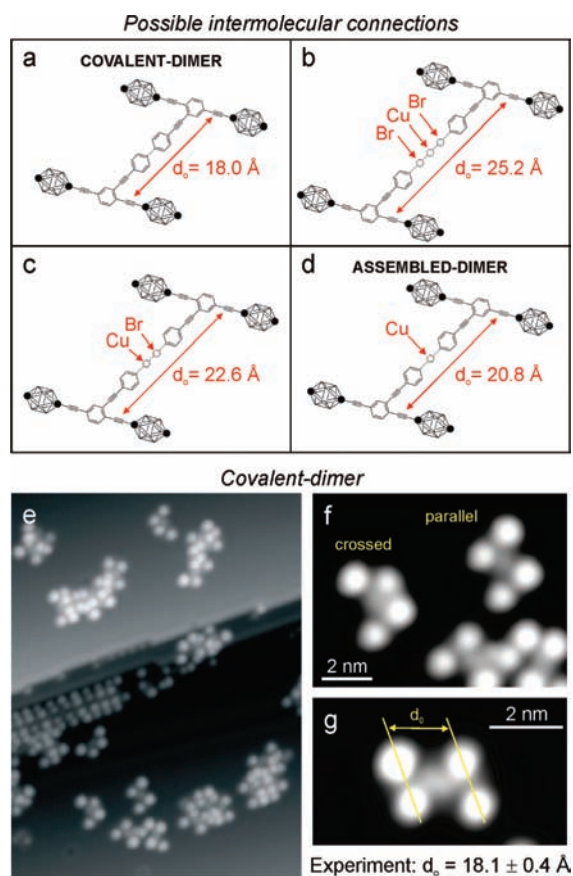 Possible intermolecular connections
a COVALENT-DIMER
dₒ= 18.0 Å
b
Br
Cu
Br
dₒ= 25.2 Å
c
Br
Cu
dₒ= 22.6 Å
d ASSEMBLED-DIMER
Cu
dₒ= 20.8 Å
Covalent-dimer
e
f
parallel
crossed
2 nm
g
d₀
2 nm
Experiment: dₒ = 18.1 ± 0.4 Å